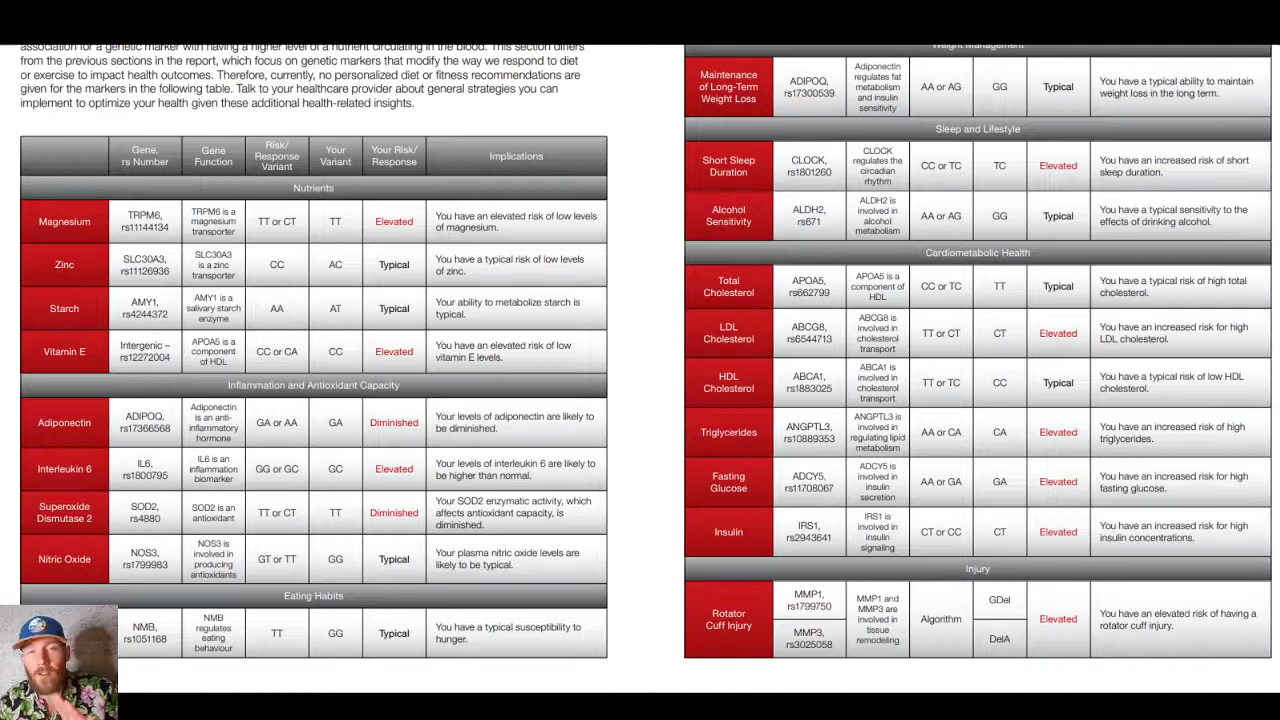 association for a genetic marker with having a higher level of a nutrient circulating in the blood. This section differs
from the previous sections in the report, which focus on genetic markers that modify the way we respond to diet
or exercise to impact health outcomes. Therefore, currently, no personalized diet or fitness recommendations are
given for the markers in the following table. Talk to your healthcare provider about general strategies you can
implement to optimize your health given these additional health-related insights.
Gene,
rs Number
Gene
Function
Risk/
Response
Variant
Your
Variant
Your Risk/
Response
Implications
Nutrients
Magnesium
TRPM6,
rs11144134
TRPM6 is a
magnesium
transporter
TT or CT
TT
Elevated
You have an elevated risk of low levels
of magnesium.
Zinc
SLC30A3,
rs11126936
SLC30A3
is a zinc
transporter
CC
AC
Typical
You have a typical risk of low levels
of zinc.
Starch
AMY1,
rs4244372
AMY1 is a
salivary starch
enzyme
AA
AT
Typical
Your ability to metabolize starch is
typical.
Vitamin E
Intergenic –
rs12272004
APOA5 is a
component
of HDL
CC or CA
CC
Elevated
You have an elevated risk of low
vitamin E levels.
Inflammation and Antioxidant Capacity
Adiponectin
ADIPOQ,
rs17366568
Adiponectin
is an anti-
inflammatory
hormone
GA or AA
GA
Diminished
Your levels of adiponectin are likely to
be diminished.
Interleukin 6
IL6,
rs1800795
IL6 is an
inflammation
biomarker
GG or GC
GC
Elevated
Your levels of interleukin 6 are likely to
be higher than normal.
Superoxide
Dismutase 2
SOD2,
rs4880
SOD2 is an
antioxidant
TT or CT
TT
Diminished
Your SOD2 enzymatic activity, which
affects antioxidant capacity, is
diminished.
Nitric Oxide
NOS3,
rs1799983
NOS3 is
involved in
producing
antioxidants
GT or TT
GG
Typical
Your plasma nitric oxide levels are
likely to be typical.
Eating Habits
NMB,
rs1051168
NMB
regulates
eating
behaviour
TT
GG
Typical
You have a typical susceptibility to
hunger.
Weight Management
Maintenance
of Long-Term
Weight Loss
ADIPOQ,
rs17300539
Adiponectin
regulates fat
metabolism
and insulin
sensitivity
AA or AG
GG
Typical
You have a typical ability to maintain
weight loss in the long term.
Sleep and Lifestyle
Short Sleep
Duration
CLOCK,
rs1801260
CLOCK
regulates the
circadian
rhythm
CC or TC
TC
Elevated
You have an increased risk of short
sleep duration.
Alcohol
Sensitivity
ALDH2,
rs671
ALDH2 is
involved in
alcohol
metabolism
AA or AG
GG
Typical
You have a typical sensitivity to the
effects of drinking alcohol.
Cardiometabolic Health
Total
Cholesterol
APOA5,
rs662799
APOA5 is a
component of
HDL
CC or TC
TT
Typical
You have a typical risk of high total
cholesterol.
LDL
Cholesterol
ABCG8,
rs6544713
ABCG8 is
involved in
cholesterol
transport
TT or CT
CT
Elevated
You have an increased risk for high
LDL cholesterol.
HDL
Cholesterol
ABCA1,
rs1883025
ABCA1 is
involved in
cholesterol
transport
TT or TC
CC
Typical
You have a typical risk of low HDL
cholesterol.
Triglycerides
ANGPTL3,
rs10889353
ANGPTL3 is
involved in
regulating lipid
metabolism
AA or CA
CA
Elevated
You have an increased risk of high
triglycerides.
Fasting
Glucose
ADCY5,
rs11708067
ADCY5 is
involved in
insulin
secretion
AA or GA
GA
Elevated
You have an increased risk for high
fasting glucose.
Insulin
IRS1,
rs2943641
IRS1 is
involved in
insulin
signaling
CT or CC
CT
Elevated
You have an increased risk for high
insulin concentrations.
Injury
Rotator
Cuff Injury
MMP1,
rs1799750
MMP3,
rs3025058
MMP1 and
MMP3 are
involved in
tissue
remodeling
Algorithm
GDel
DelA
Elevated
You have an elevated risk of having a
rotator cuff injury.